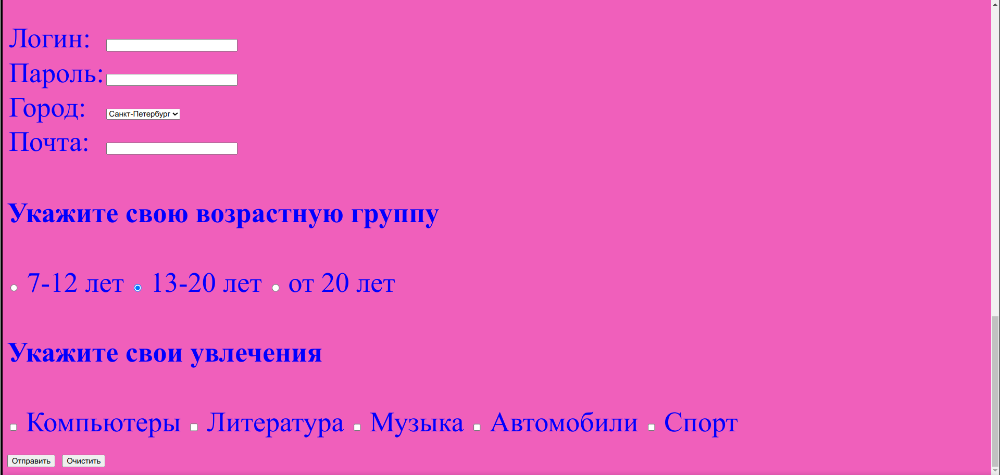 Логин:
Пароль:
Город: Санкт-Петербург
Почта:
Укажите свою возрастную группу
7-12 лет 13-20 лет от 20 лет
Укажите свои увлечения
Компьютеры Литература Музыка Автомобили Спорт
Отправить Очистить